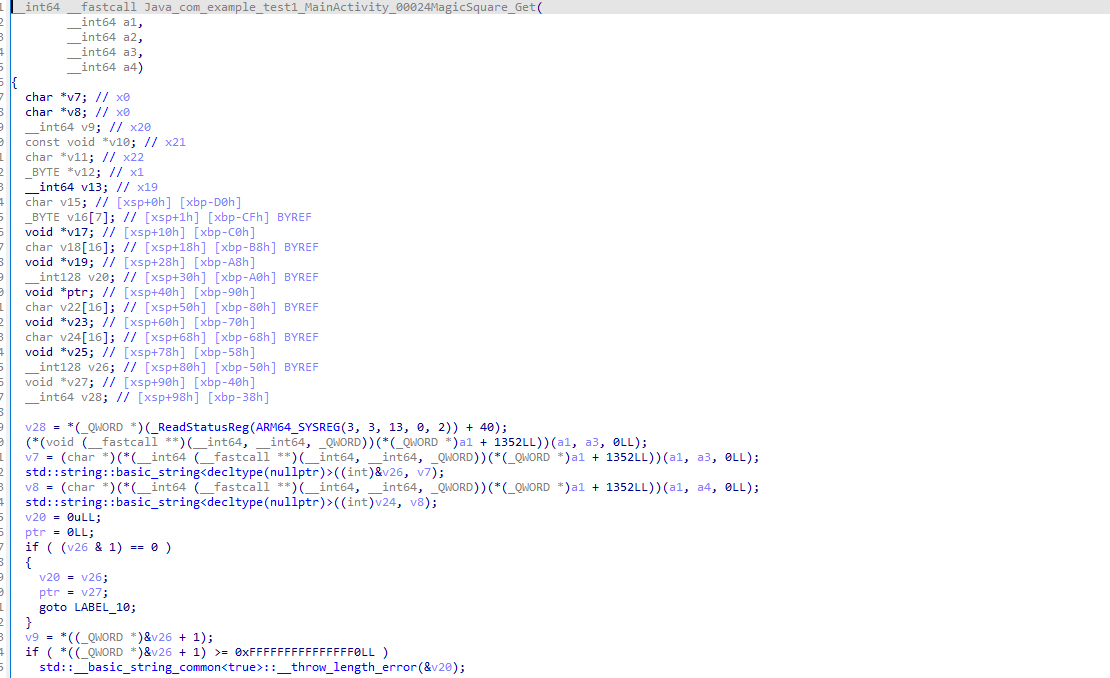 __int64 __fastcall Java_com_example_test1_MainActivity_00024MagicSquare_Get(
__int64 a1,
__int64 a2,
__int64 a3,
__int64 a4)
{
char *v7; // x0
char *v8; // x0
__int64 v9; // x20
const void *v10; // x21
char *v11; // x22
_BYTE *v12; // x1
__int64 v13; // x19
char v15; // [xsp+0h] [xbp-D0h]
_BYTE v16[7]; // [xsp+1h] [xbp-CFh] BYREF
void *v17; // [xsp+10h] [xbp-C0h]
char v18[16]; // [xsp+18h] [xbp-B8h] BYREF
void *v19; // [xsp+28h] [xbp-A8h]
__int128 v20; // [xsp+30h] [xbp-A0h] BYREF
void *ptr; // [xsp+40h] [xbp-90h]
char v22[16]; // [xsp+50h] [xbp-80h] BYREF
void *v23; // [xsp+60h] [xbp-70h]
char v24[16]; // [xsp+68h] [xbp-68h] BYREF
void *v25; // [xsp+78h] [xbp-58h]
__int128 v26; // [xsp+80h] [xbp-50h] BYREF
void *v27; // [xsp+90h] [xbp-40h]
__int64 v28; // [xsp+98h] [xbp-38h]
v28 = *(_QWORD *)(_ReadStatusReg(ARM64_SYSREG(3, 3, 13, 0, 2)) + 40);
(*(void (__fastcall **)(__int64, __int64, _QWORD))(*(_QWORD *)a1 + 1352LL))(a1, a3, 0LL);
v7 = (char *)(*(__int64 (__fastcall **)(__int64, __int64, _QWORD))(*(_QWORD *)a1 + 1352LL))(a1, a3, 0LL);
std::string::basic_string<decltype(nullptr)>((int)&v26, v7);
v8 = (char *)(*(__int64 (__fastcall **)(__int64, __int64, _QWORD))(*(_QWORD *)a1 + 1352LL))(a1, a4, 0LL);
std::string::basic_string<decltype(nullptr)>((int)v24, v8);
v20 = 0uLL;
ptr = 0LL;
if ( (v26 & 1) == 0 )
{
v20 = v26;
ptr = v27;
goto LABEL_10;
}
v9 = *((_QWORD *)&v26 + 1);
if ( *((_QWORD *)&v26 + 1) >= 0xFFFFFFFFFFFFFFF0LL )
std::__basic_string_common<true>::__throw_length_error(&v20);